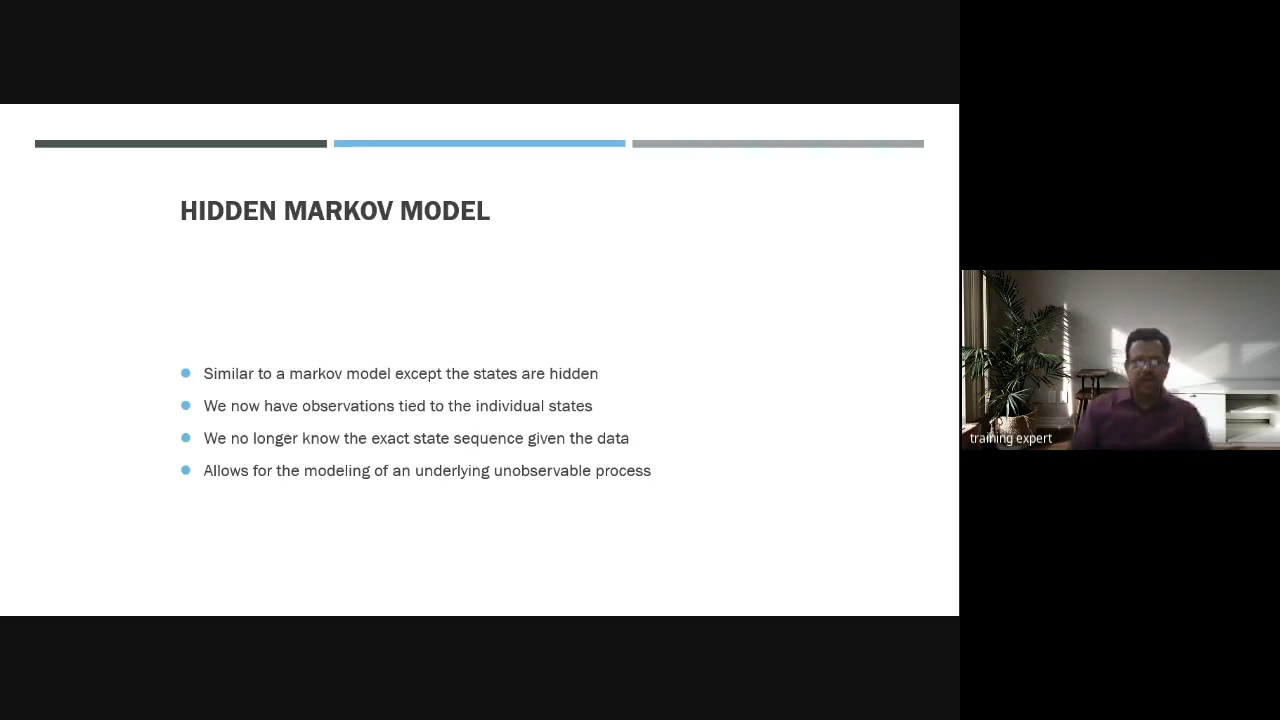 HIDDEN MARKOV MODEL
Similar to a markov model except the states are hidden
We now have observations tied to the individual states
We no longer know the exact state sequence given the data
Allows for the modeling of an underlying unobservable process
training expert